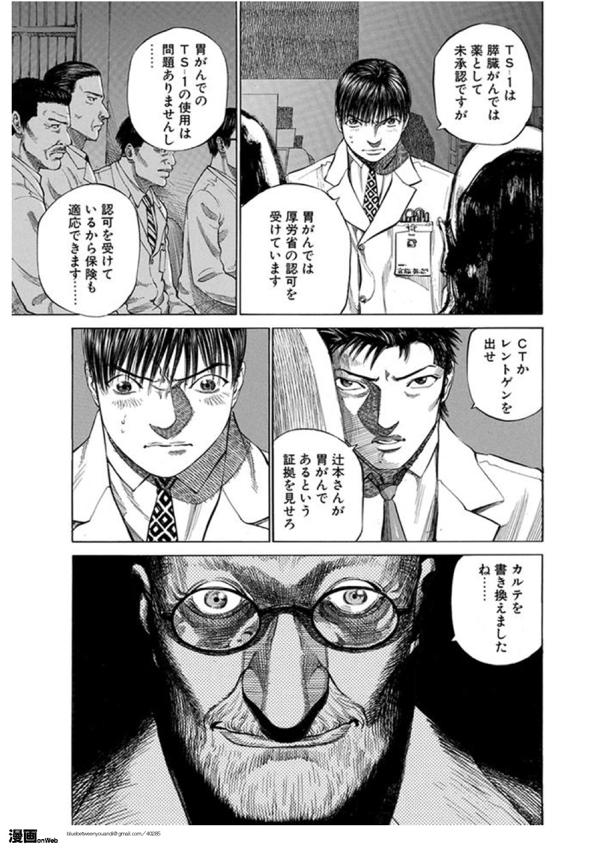 TS-1は
膵臓がんでは
薬として
未承認ですが
胃がんでは
厚労省の認可を
受けています
胃がんでの
TS-1の使用は
問題ありませんし
……
認可を受けて
いるから保険も
適応できます……
CTか
レントゲンを
出せ
辻本さんが
胃がんで
あるという
証拠を見せろ
カルテを
書き換えました
ね……
漫画onWeb
bluebetweenyouandi@gmail.com/40285